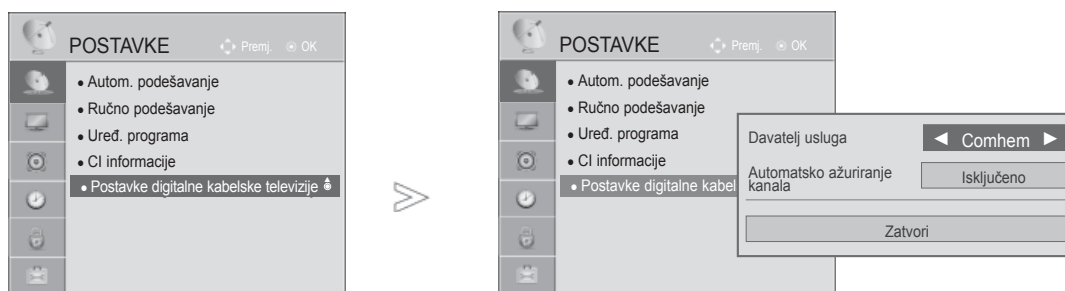 POSTAVKE Premj. OK
• Autom. podešavanje
• Ručno podešavanje
• Uređ. programa
• CI informacije
• Postavke digitalne kabelske televizije
POSTAVKE Premj. OK
• Autom. podešavanje
• Ručno podešavanje
• Uređ. programa
• CI informacije
• Postavke digitalne kabel
Davatelj usluga ◄ Comhem ►
Automatsko ažuriranje
kanala
Isključeno
Zatvori